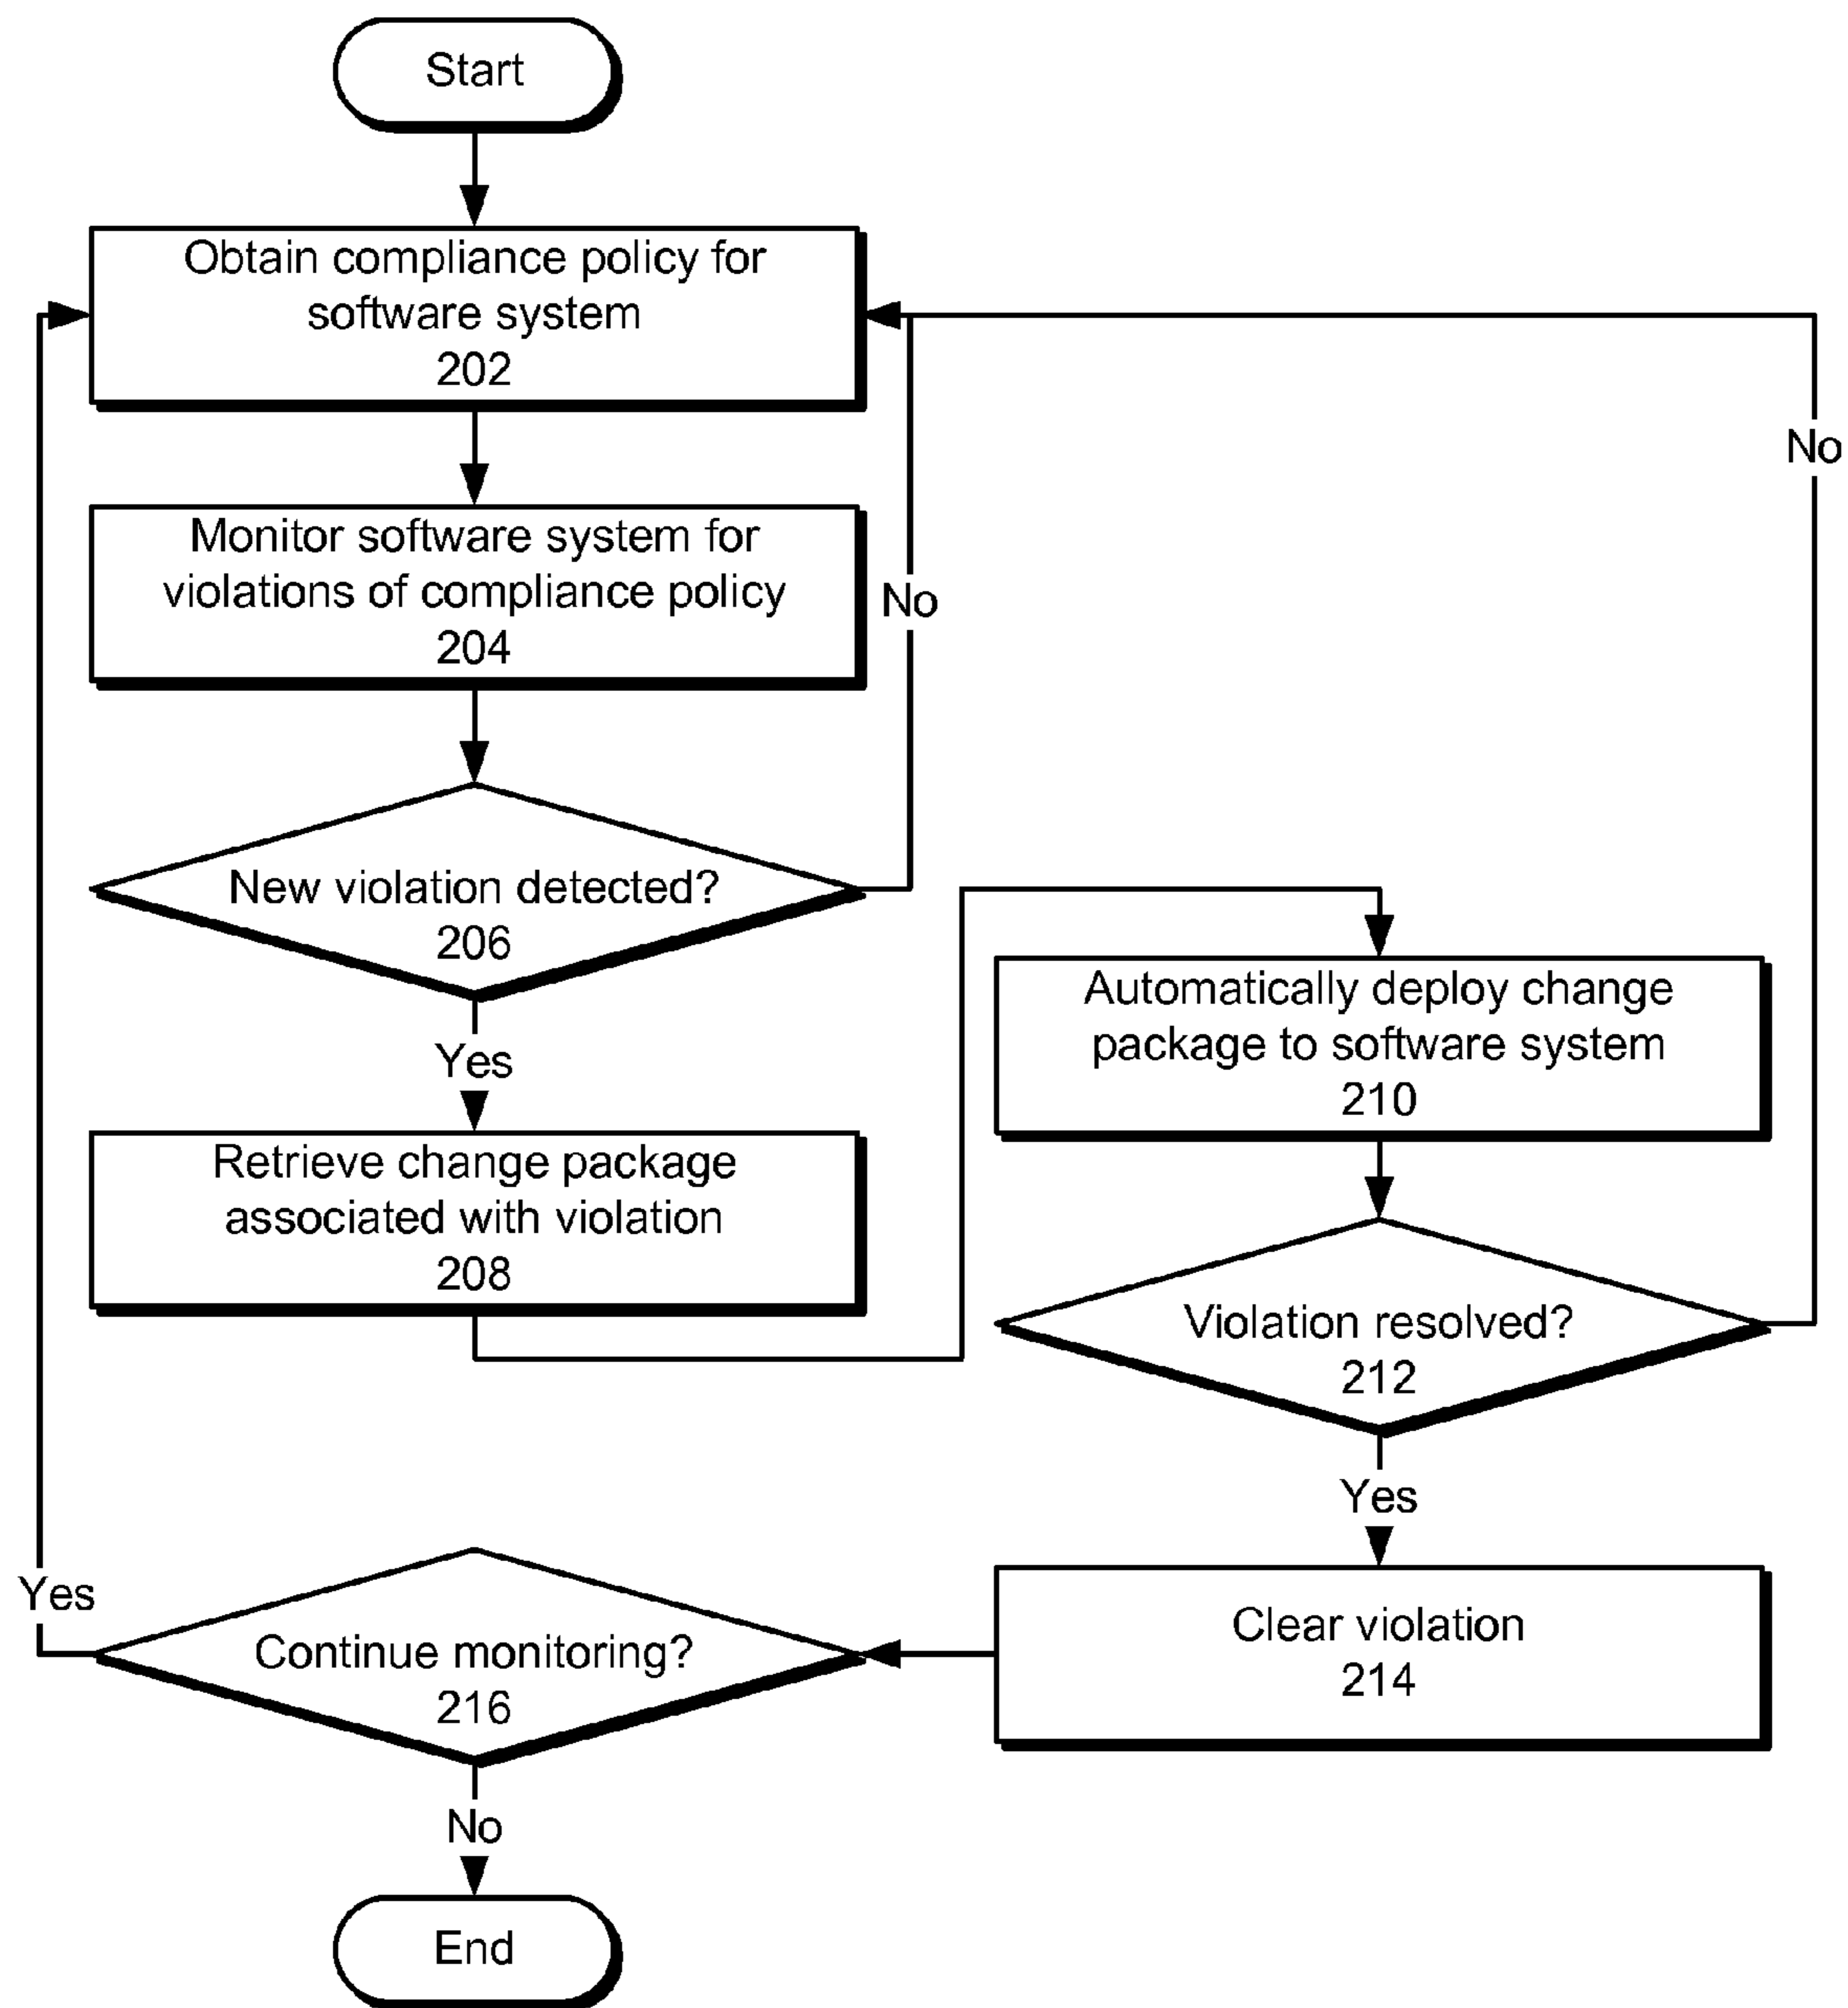 Start
Obtain compliance policy for
software system
202
No
Monitor software system for
violations of compliance policy
204
No
New violation detected?
206
Yes
Retrieve change package
associated with violation
208
Automatically deploy change
package to software system
210
Violation resolved?
212
Yes
Clear violation
214
Continue monitoring?
216
Yes
No
End